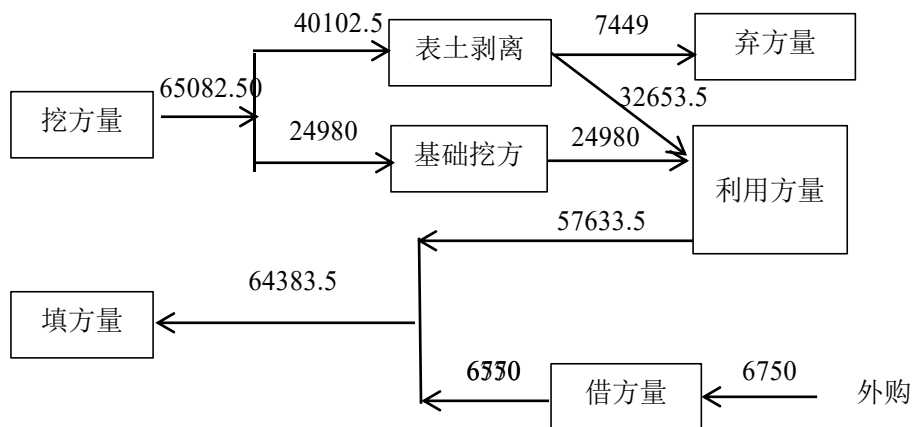 40102.5
表土剥离
7449
弃方量
65082.50
挖方量
32653.5
24980
基础挖方
24980
利用方量
57633.5
64383.5
填方量
借方量
6750
外购